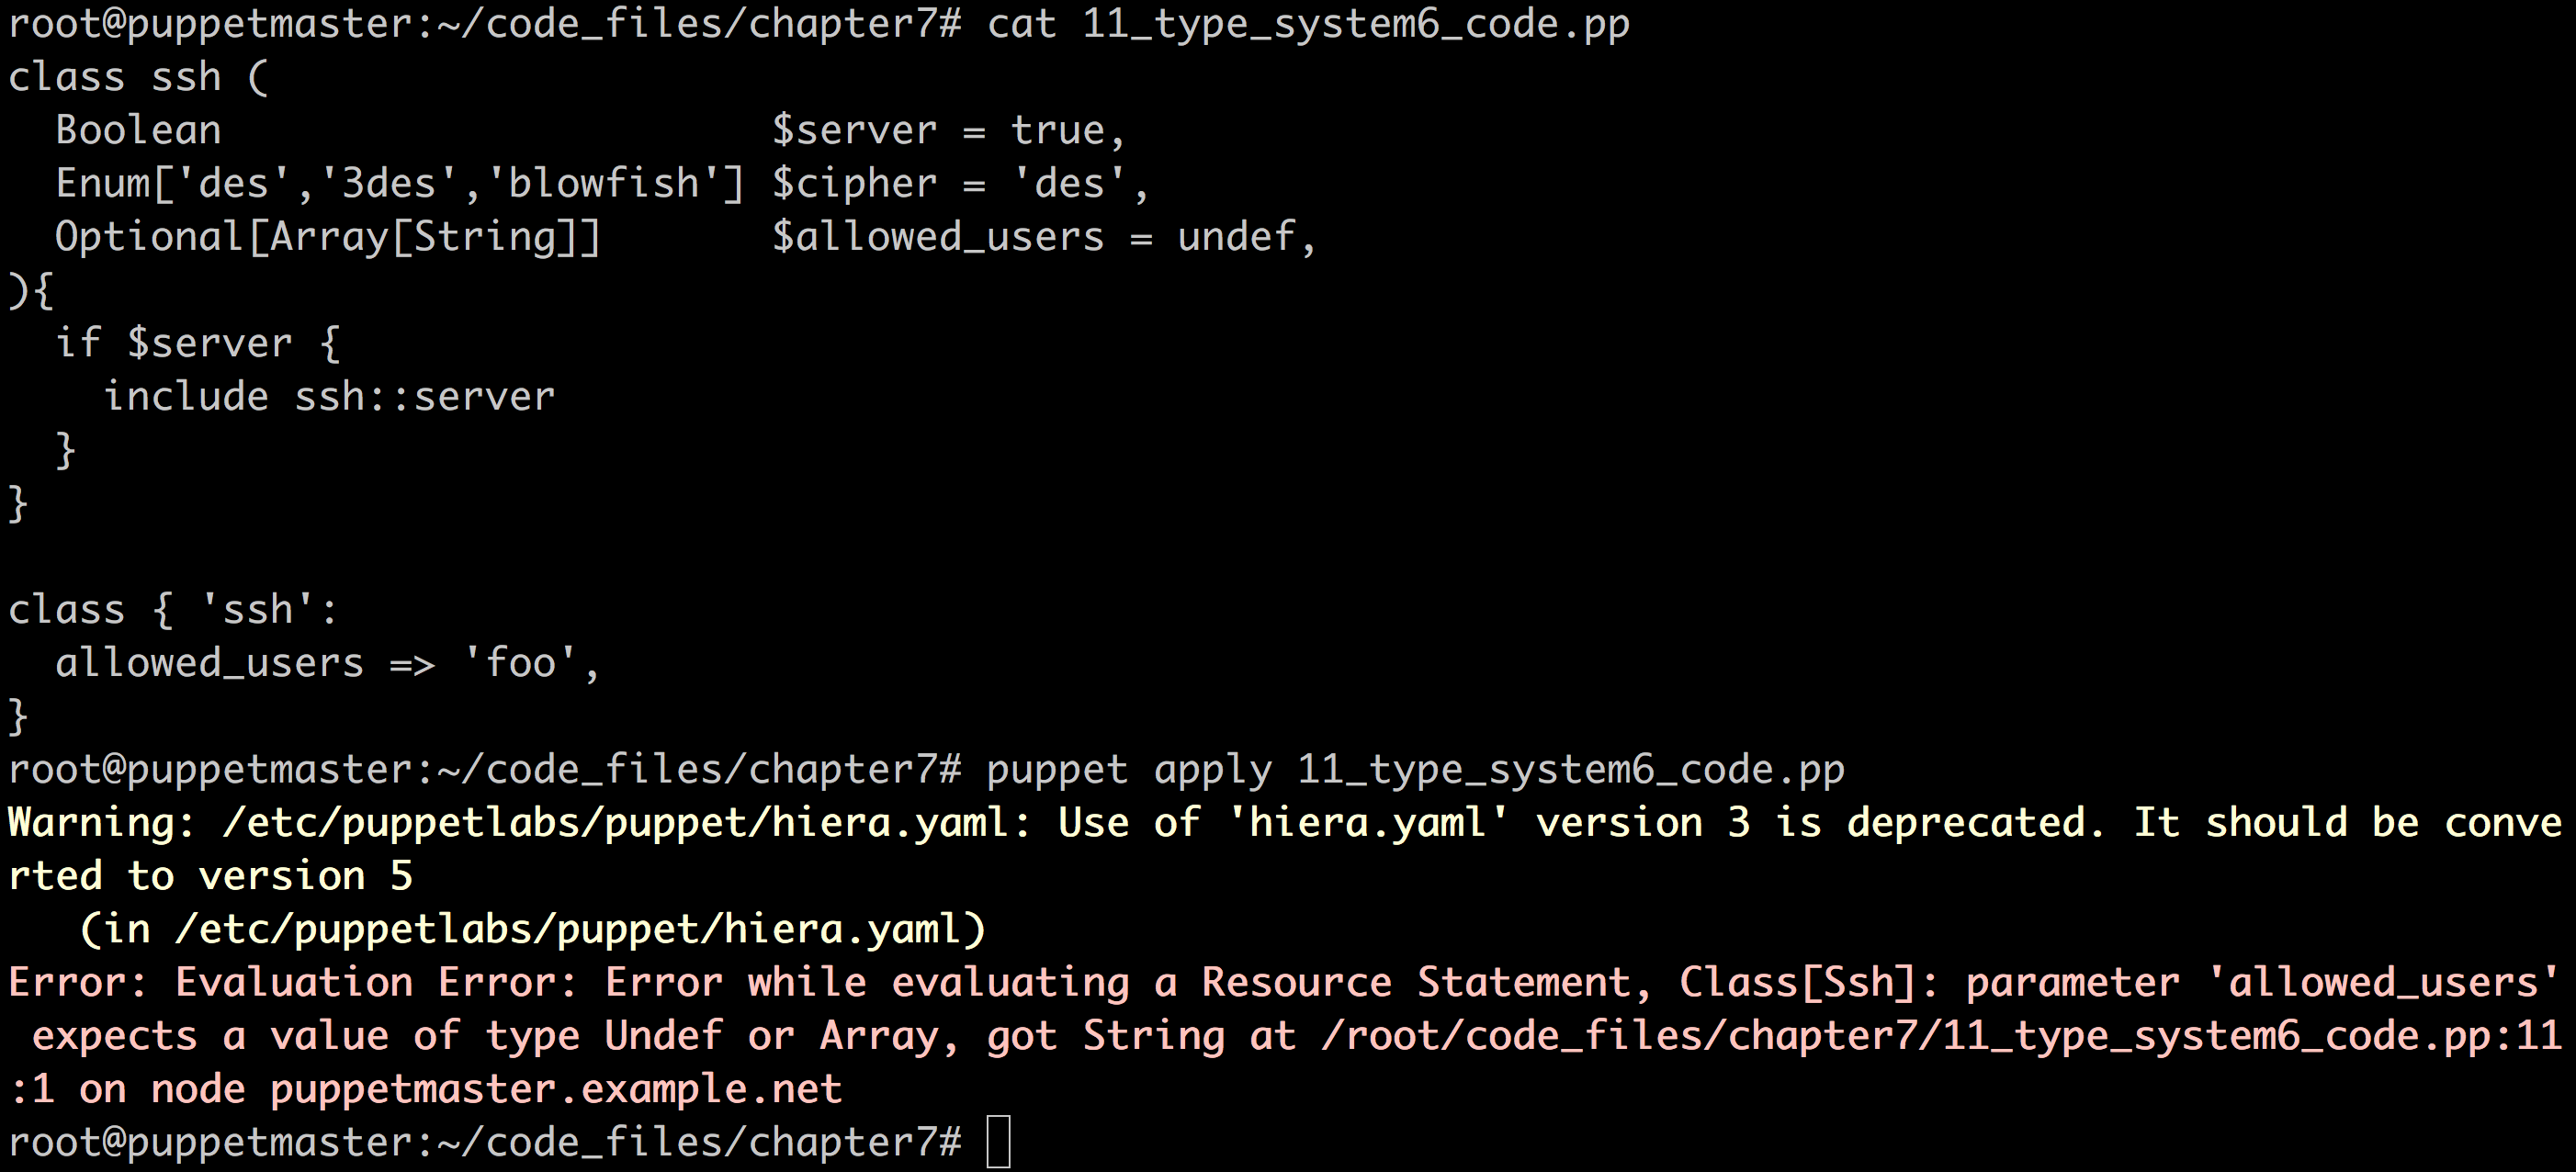 root@puppetmaster:~/code_files/chapter7# cat 11_type_system6_code.pp
class ssh (
  Boolean                       $server = true,
  Enum['des','3des','blowfish'] $cipher = 'des',
  Optional[Array[String]]       $allowed_users = undef,
){
  if $server {
    include ssh::server
  }
}

class { 'ssh':
  allowed_users => 'foo',
}
root@puppetmaster:~/code_files/chapter7# puppet apply 11_type_system6_code.pp
Warning: /etc/puppetlabs/puppet/hiera.yaml: Use of 'hiera.yaml' version 3 is deprecated. It should be conve
rted to version 5
   (in /etc/puppetlabs/puppet/hiera.yaml)
Error: Evaluation Error: Error while evaluating a Resource Statement, Class[Ssh]: parameter 'allowed_users'
 expects a value of type Undef or Array, got String at /root/code_files/chapter7/11_type_system6_code.pp:11
:1 on node puppetmaster.example.net
root@puppetmaster:~/code_files/chapter7#